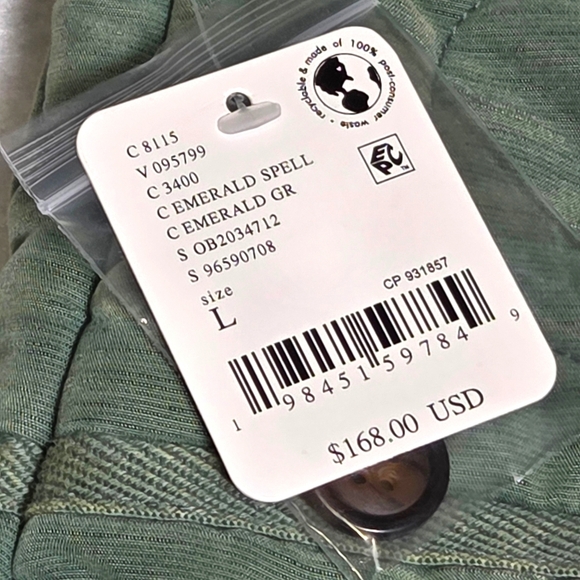 recyclable & made of 100% post-consumer waste •
EPC™
C 8115
V 095799
C 3400
C EMERALD SPELL
C EMERALD GR
S OB2034712
S 96590708
size
L
CP 931857
1 98451 59784 9
$168.00 USD